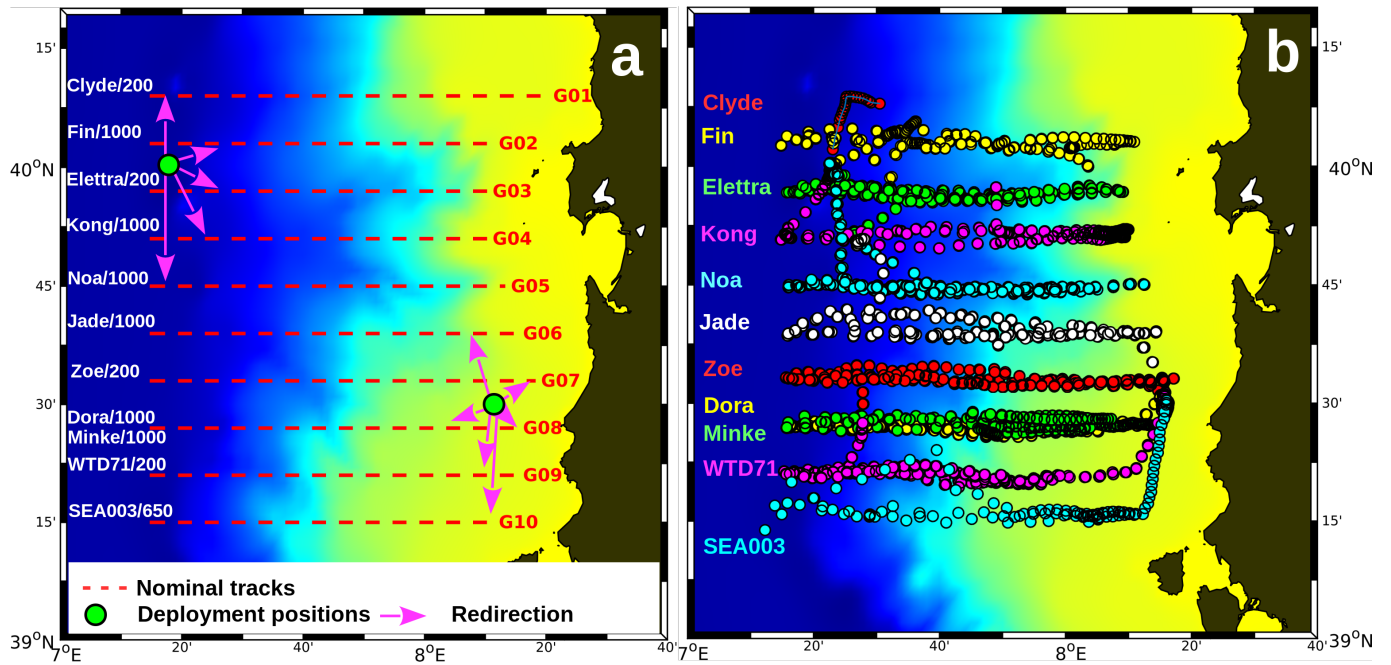 a
15'
40°N
45'
30'
15'
39°N
7°E
20'
40'
8°E
20'
40'
Clyde/200
G01
Fin/1000
G02
Elettra/200
G03
Kong/1000
G04
Noa/1000
G05
Jade/1000
G06
Zoe/200
G07
Dora/1000
Minke/1000
G08
WTD71/200
G09
SEA003/650
G10
Nominal tracks
Deployment positions
Redirection
b
Clyde
Fin
Elettra
Kong
Noa
Jade
Zoe
Dora
Minke
WTD71
SEA003
15'
40°N
45'
30'
15'
39°N
7°E
20'
40'
8°E
20'
40'